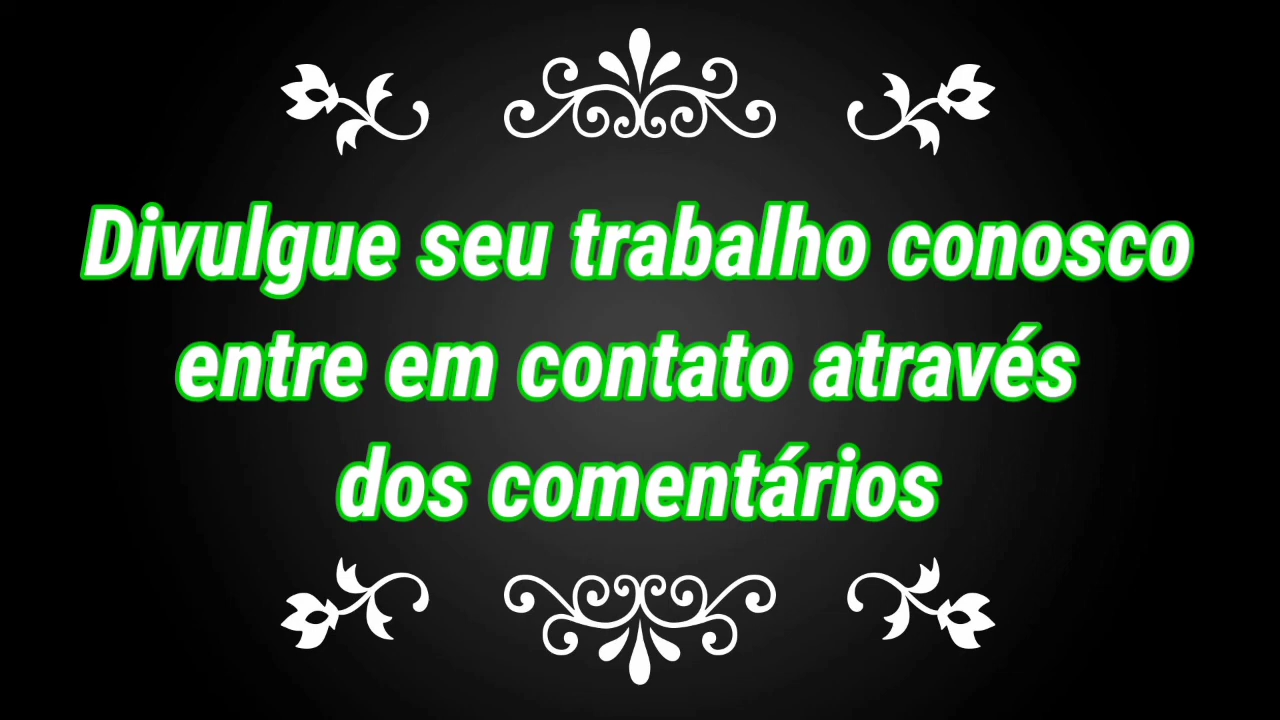 Divulgue seu trabalho conosco
entre em contato através
dos comentários